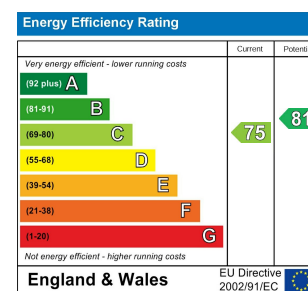 Energy Efficiency Rating
Current Potenti
Very energy efficient - lower running costs
(92 plus) A
(81-91) B
81
(69-80) C 75
(55-68) D
(39-54) E
(21-38) F
(1-20) G
Not energy efficient - higher running costs
England & Wales
EU Directive
2002/91/EC